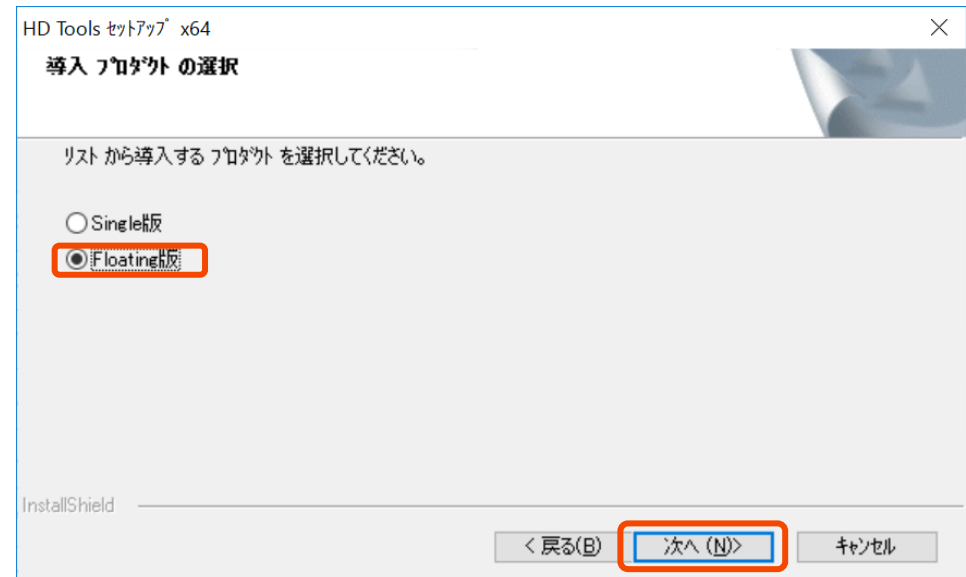 HD Tools ｾｯﾄｱｯﾌﾟ x64
導入 ﾌﾟﾛﾀﾞｸﾄ の選択
ﾘｽﾄ から導入する ﾌﾟﾛﾀﾞｸﾄ を選択してください。
Single版
Floating版
InstallShield
< 戻る(B) 次へ (N)> ｷｬﾝｾﾙ